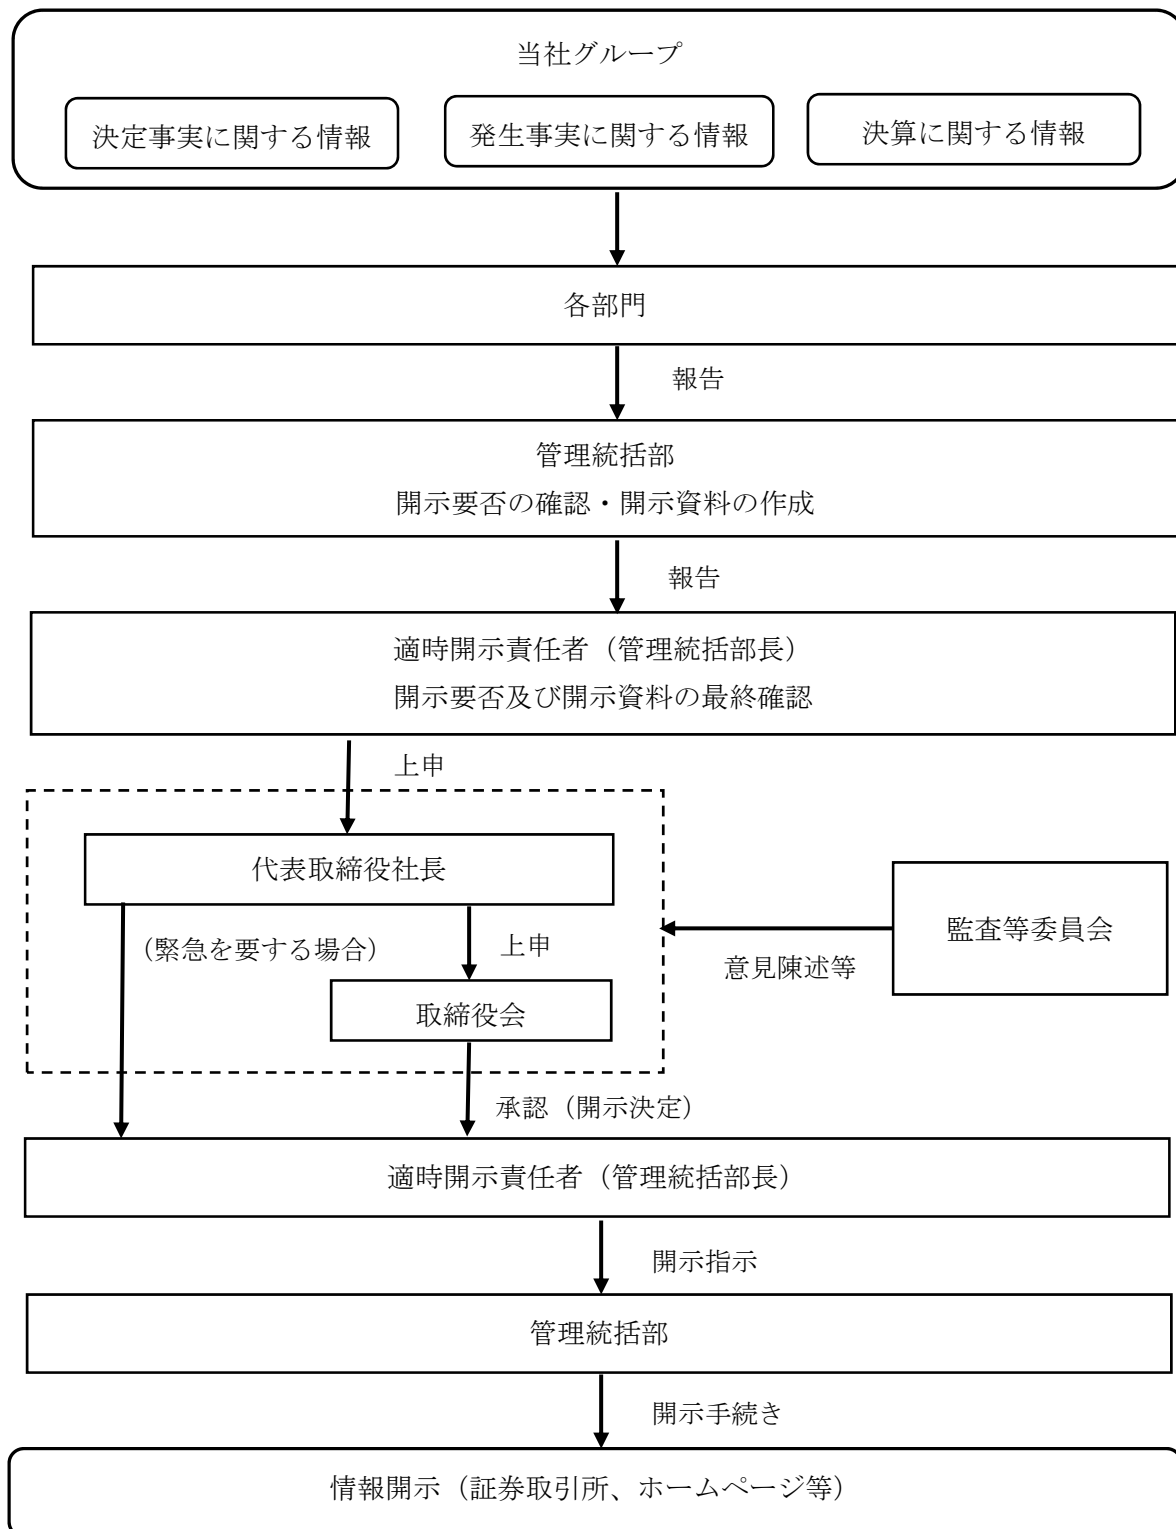 当社グループ
決定事実に関する情報
発生事実に関する情報
決算に関する情報
各部門
報告
管理統括部
開示要否の確認・開示資料の作成
報告
適時開示責任者（管理統括部長）
開示要否及び開示資料の最終確認
上申
代表取締役社長
（緊急を要する場合）
上申
監査等委員会
意見陳述等
取締役会
承認（開示決定）
適時開示責任者（管理統括部長）
開示指示
管理統括部
開示手続き
情報開示（証券取引所、ホームページ等）